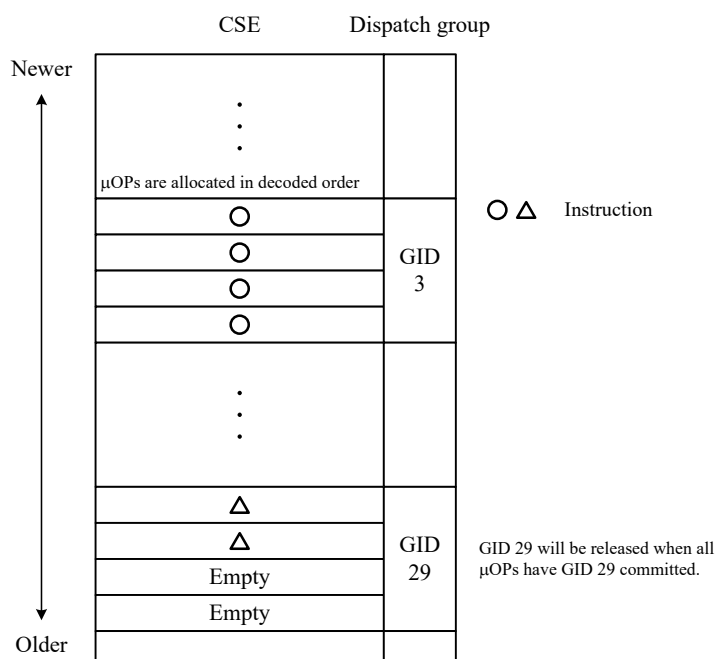 CSE
Dispatch group
Newer
μOPs are allocated in decoded order
Instruction
GID
3
GID
29
Empty
Empty
GID 29 will be released when all
μOPs have GID 29 committed.
Older